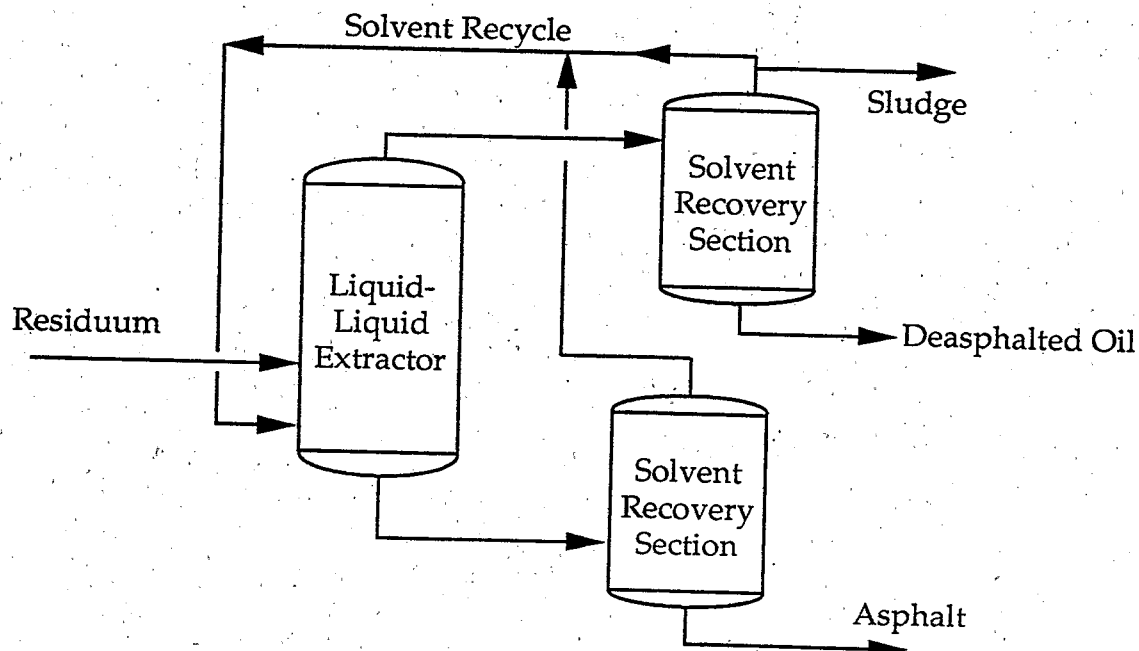 Solvent Recycle
Sludge
Solvent
Recovery
Section
Liquid-
Liquid
Extractor
Residuum
Deasphalted Oil
Solvent
Recovery
Section
Asphalt